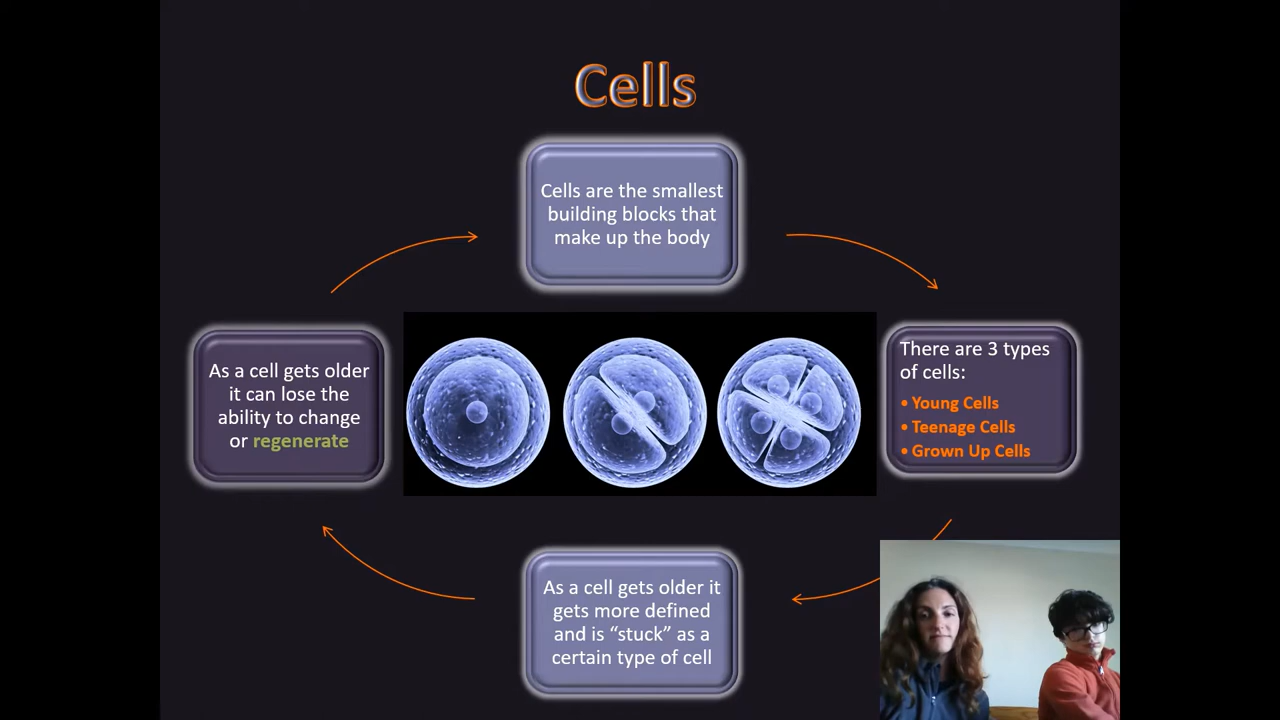 Cells
Cells are the smallest
building blocks that
make up the body
There are 3 types
of cells:
• Young Cells
• Teenage Cells
• Grown Up Cells
As a cell gets older it
gets more defined
and is “stuck” as a
certain type of cell
As a cell gets older
it can lose the
ability to change
or regenerate